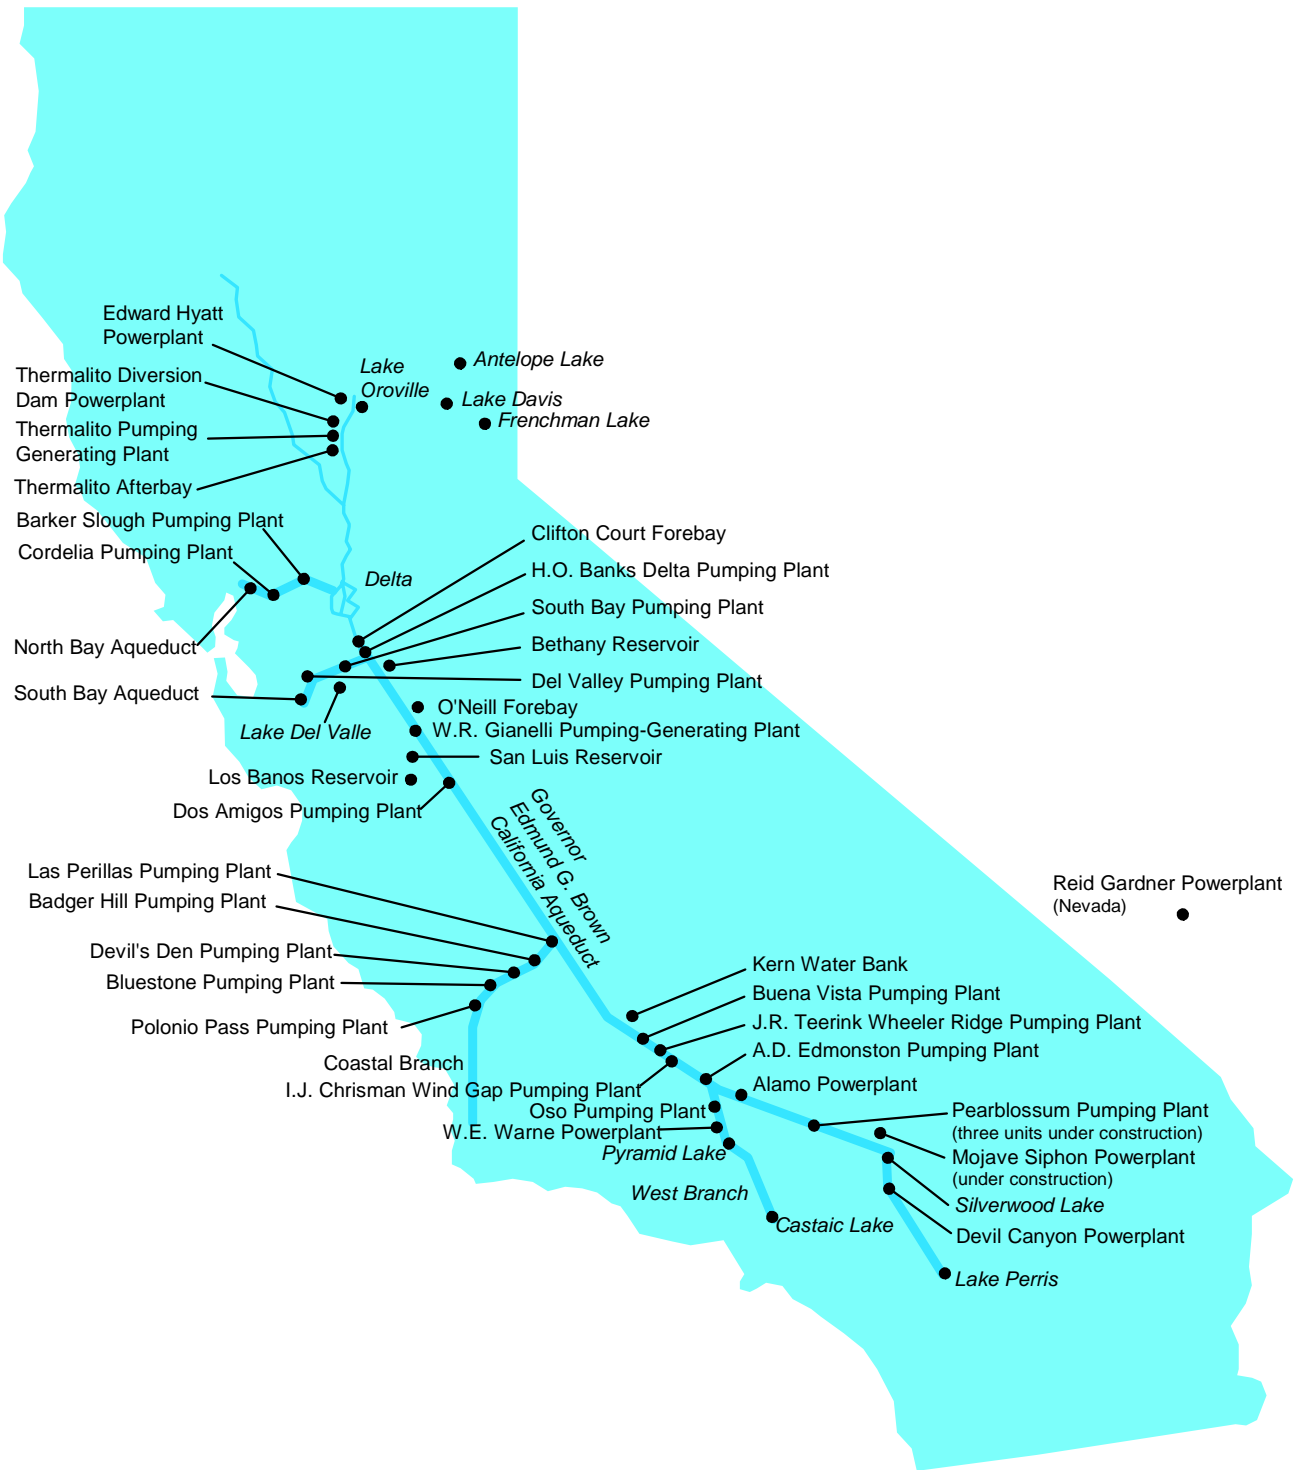 Edward Hyatt
Powerplant
Lake
Oroville
Antelope Lake
Thermalito Diversion
Dam Powerplant
Lake Davis
Frenchman Lake
Thermalito Pumping
Generating Plant
Thermalito Afterbay
Barker Slough Pumping Plant
Cordelia Pumping Plant
Clifton Court Forebay
H.O. Banks Delta Pumping Plant
Delta
South Bay Pumping Plant
North Bay Aqueduct
Bethany Reservoir
Del Valley Pumping Plant
South Bay Aqueduct
O'Neill Forebay
Lake Del Valle
W.R. Gianelli Pumping-Generating Plant
San Luis Reservoir
Los Banos Reservoir
Dos Amigos Pumping Plant
Governor
Edmund G. Brown
California Aqueduct
Las Perillas Pumping Plant
Badger Hill Pumping Plant
Reid Gardner Powerplant
(Nevada)
Devil's Den Pumping Plant
Bluestone Pumping Plant
Polonio Pass Pumping Plant
Kern Water Bank
Buena Vista Pumping Plant
J.R. Teerink Wheeler Ridge Pumping Plant
A.D. Edmonston Pumping Plant
Coastal Branch
I.J. Chrisman Wind Gap Pumping Plant
Alamo Powerplant
Oso Pumping Plant
W.E. Warne Powerplant
Pyramid Lake
Pearblossum Pumping Plant
(three units under construction)
Mojave Siphon Powerplant
(under construction)
West Branch
Silverwood Lake
Castaic Lake
Devil Canyon Powerplant
Lake Perris